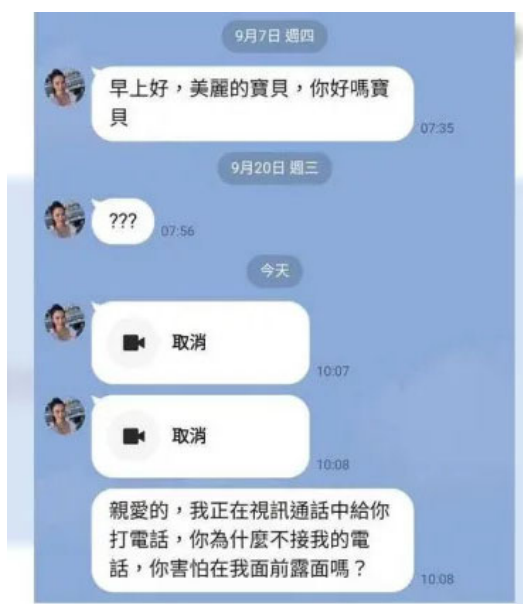 9月7日 週四
早上好，美麗的寶貝，你好嗎寶
貝
07:35
9月20日 週三
???
07:56
今天
取消
10:07
取消
10:08
親愛的，我正在視訊通話中給你
打電話，你為什麼不接我的電
話，你害怕在我面前露面嗎？
10:08